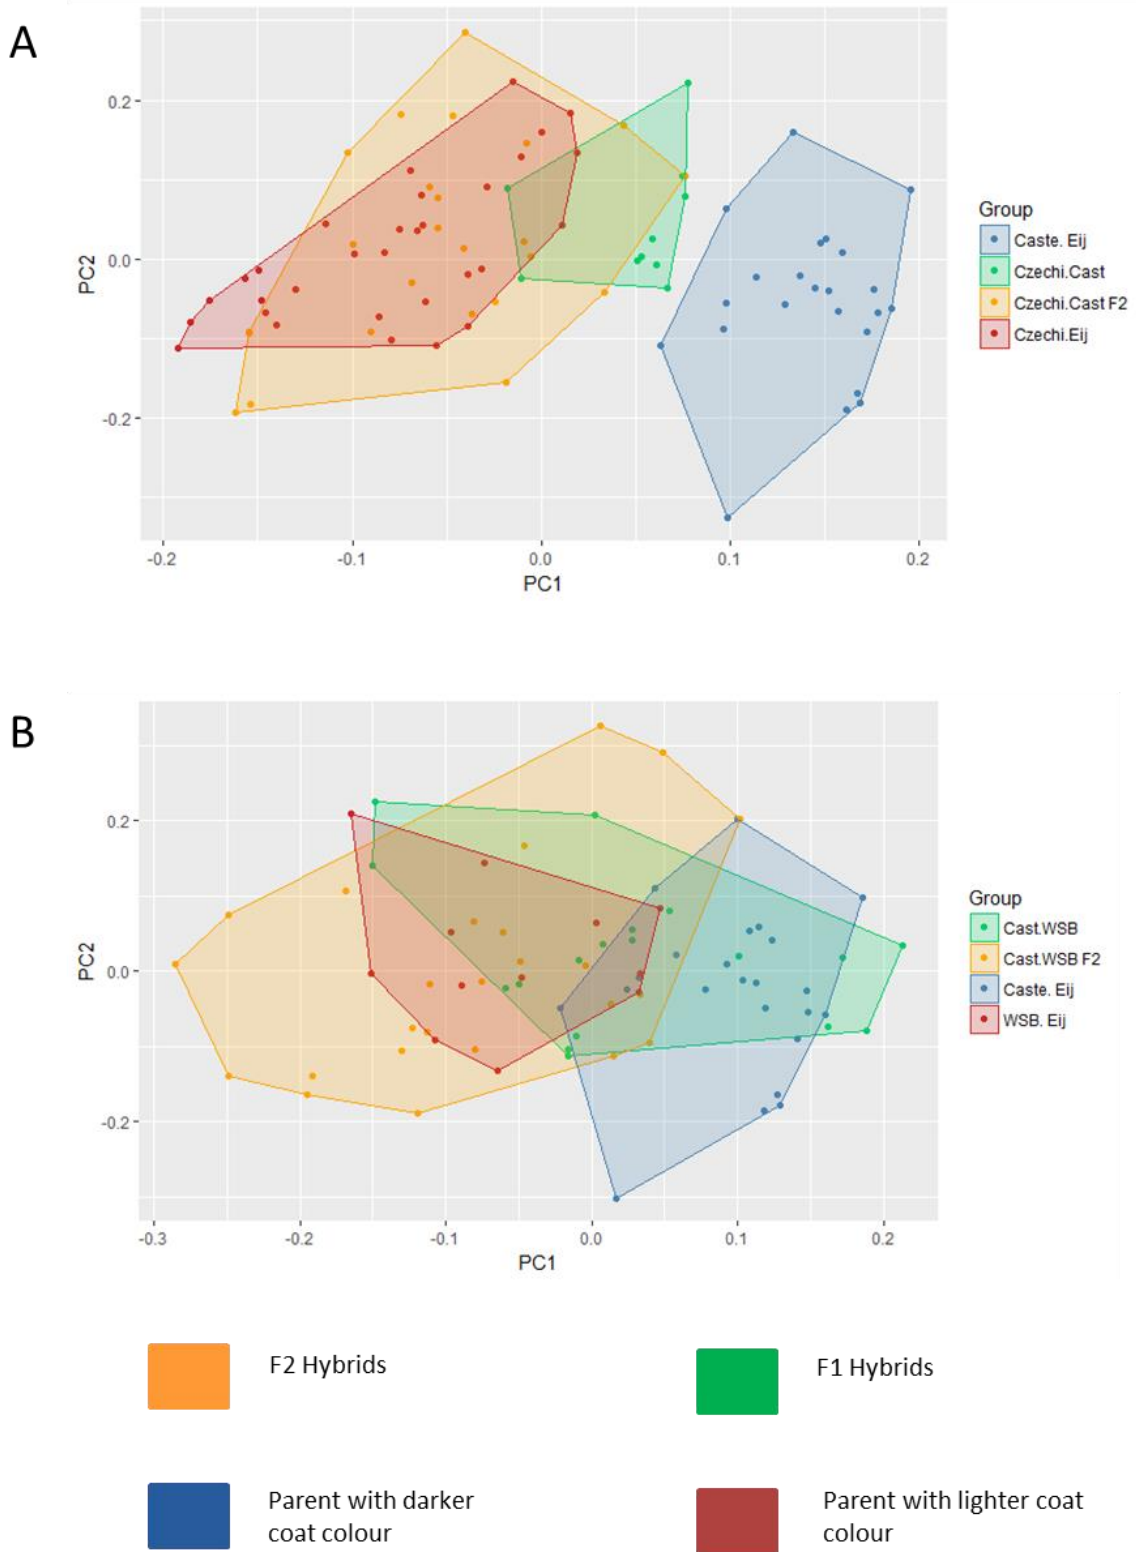 A
PC2
0.2
0.0
-0.2
-0.2
-0.1
0.0
0.1
0.2
PC1
Group
Caste. Eij
Czechi.Cast
Czechi.Cast F2
Czechi.Eij
B
PC2
0.2
0.0
-0.2
-0.3
-0.2
-0.1
0.0
0.1
0.2
PC1
Group
Cast.WSB
Cast.WSB F2
Caste. Eij
WSB. Eij
F2 Hybrids
F1 Hybrids
Parent with darker
coat colour
Parent with lighter coat
colour